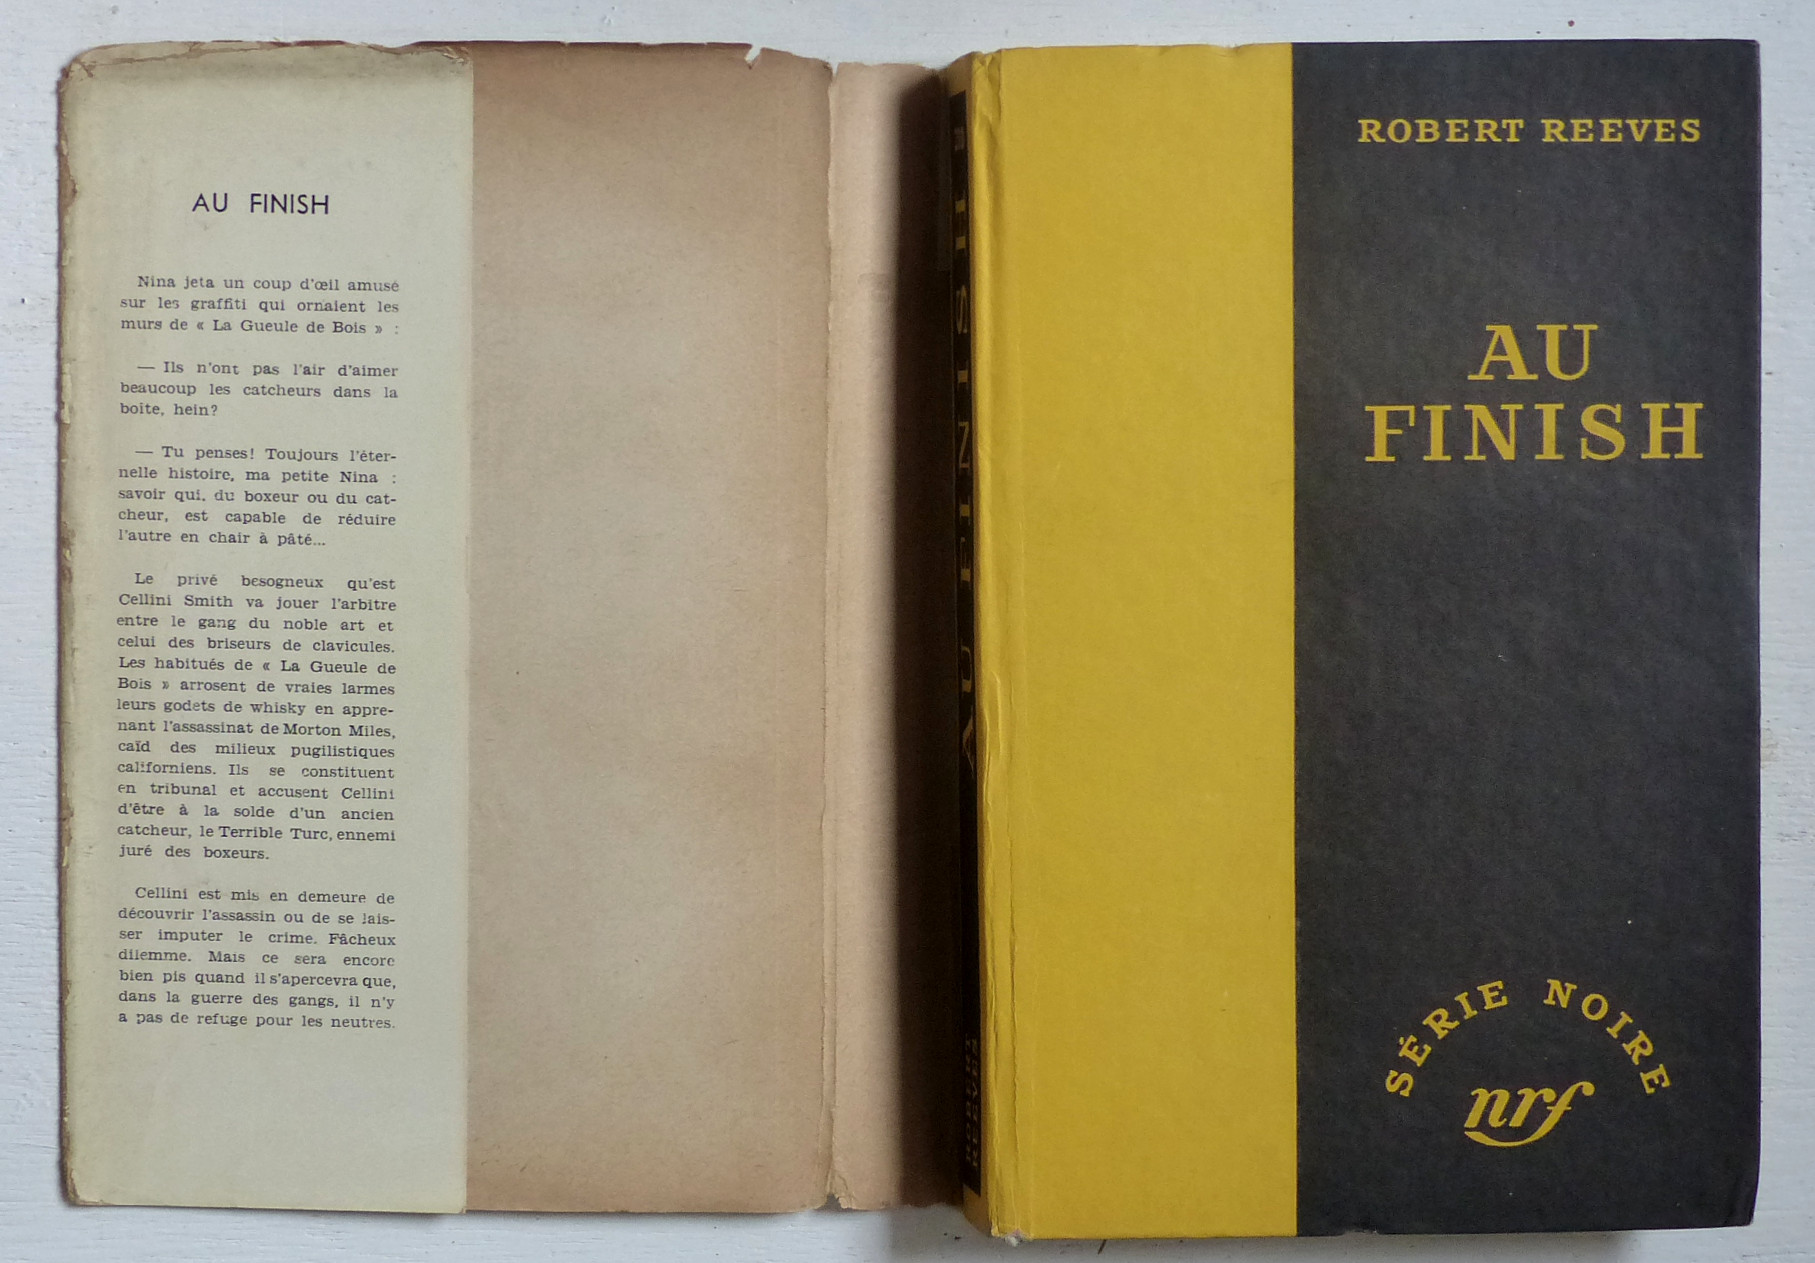 AU FINISH
Nina jeta un coup d'œil amusé
sur les graffiti qui ornaient les
murs de « La Gueule de Bois » :
— Ils n'ont pas l'air d'aimer
beaucoup les catcheurs dans la
boîte, hein?
— Tu penses! Toujours l'éter-
nelle histoire, ma petite Nina :
savoir qui, du boxeur ou du cat-
cheur, est capable de réduire
l'autre en chair à pâté...
Le privé besogneux qu'est
Cellini Smith va jouer l'arbitre
entre le gang du noble art et
celui des briseurs de clavicules.
Les habitués de « La Gueule de
Bois » arrosent de vraies larmes
leurs godets de whisky en appre-
nant l'assassinat de Morton Miles,
caïd des milieux pugilistiques
californiens. Ils se constituent
en tribunal et accusent Cellini
d'être à la solde d'un ancien
catcheur, le Terrible Turc, ennemi
juré des boxeurs.
Cellini est mis en demeure de
découvrir l'assassin ou de se lais-
ser imputer le crime. Fâcheux
dilemme. Mais ce sera encore
bien pis quand il s'apercevra que,
dans la guerre des gangs, il n'y
a pas de refuge pour les neutres.
ROBERT
REEVES
AU FINISH
ROBERT REEVES
AU
FINISH
SÉRIE NOIRE
nrf